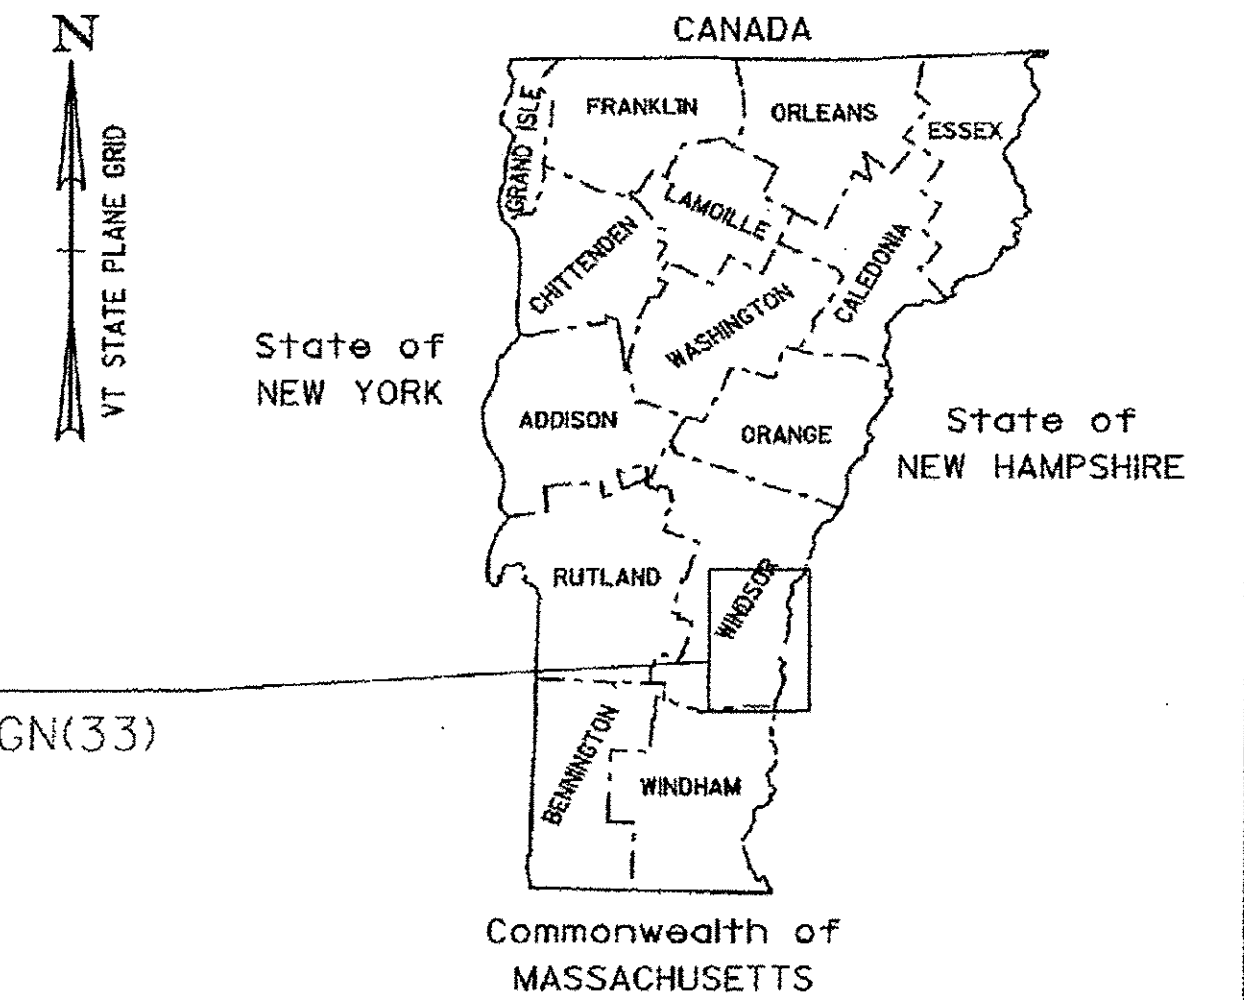 N
VT STATE PLANE GRID
CANADA
FRANKLIN
ORLEANS
ESSEX
GRAND ISLE
LAMOILLE
CHITTENDEN
CALEDONIA
WASHINGTON
State of
NEW YORK
ADDISON
ORANGE
State of
NEW HAMPSHIRE
RUTLAND
WINDSOR
GN(33)
BENNINGTON
WINDHAM
Commonwealth of
MASSACHUSETTS